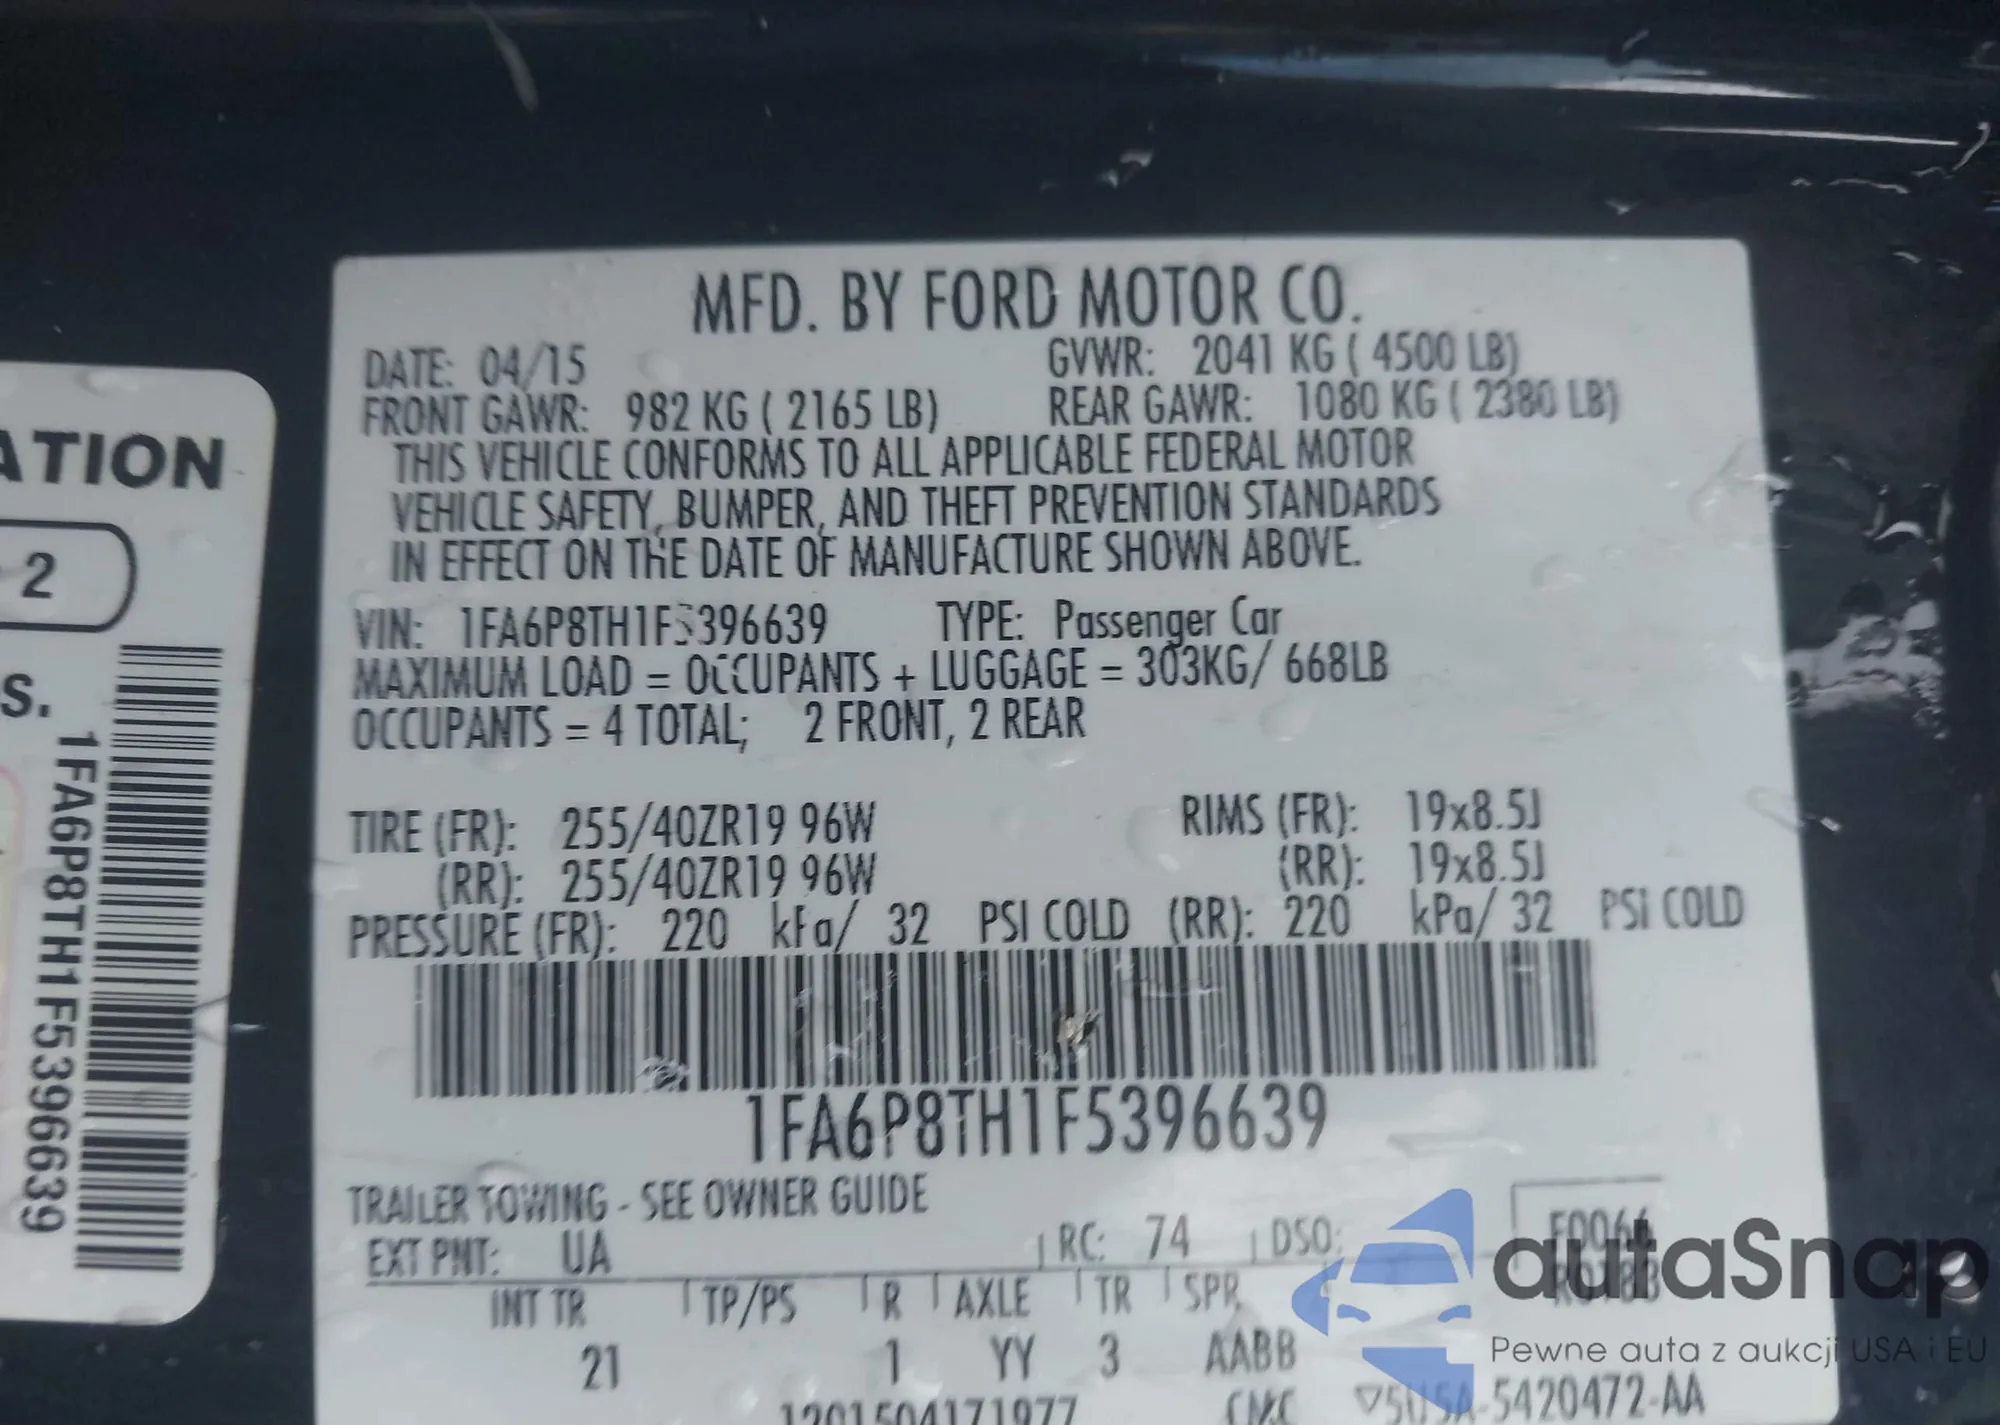 ATION
2
S.
1FA6P8TH1F5396639
MFD. BY FORD MOTOR CO.
DATE: 04/15 GVWR: 2041 KG ( 4500 LB)
FRONT GAWR: 982 KG ( 2165 LB) REAR GAWR: 1080 KG ( 2380 LB)
THIS VEHICLE CONFORMS TO ALL APPLICABLE FEDERAL MOTOR
VEHICLE SAFETY, BUMPER, AND THEFT PREVENTION STANDARDS
IN EFFECT ON THE DATE OF MANUFACTURE SHOWN ABOVE.
VIN: 1FA6P8TH1F5396639 TYPE: Passenger Car
MAXIMUM LOAD = OCCUPANTS + LUGGAGE = 303KG/ 668LB
OCCUPANTS = 4 TOTAL; 2 FRONT, 2 REAR
TIRE (FR): 255/40ZR19 96W RIMS (FR): 19x8.5J
(RR): 255/40ZR19 96W (RR): 19x8.5J
PRESSURE (FR): 220 kPa/ 32 PSI COLD (RR): 220 kPa/ 32 PSI COLD
1FA6P8TH1F5396639
TRAILER TOWING - SEE OWNER GUIDE
EXT PNT: UA RC: 74 DSO:
INT TR TP/PS R AXLE TR SPR
21 1 YY 3 AABB
1201504171977 CMC 5U5A-5420472-AA
autaSnap
Pewne auta z aukcji USA i EU